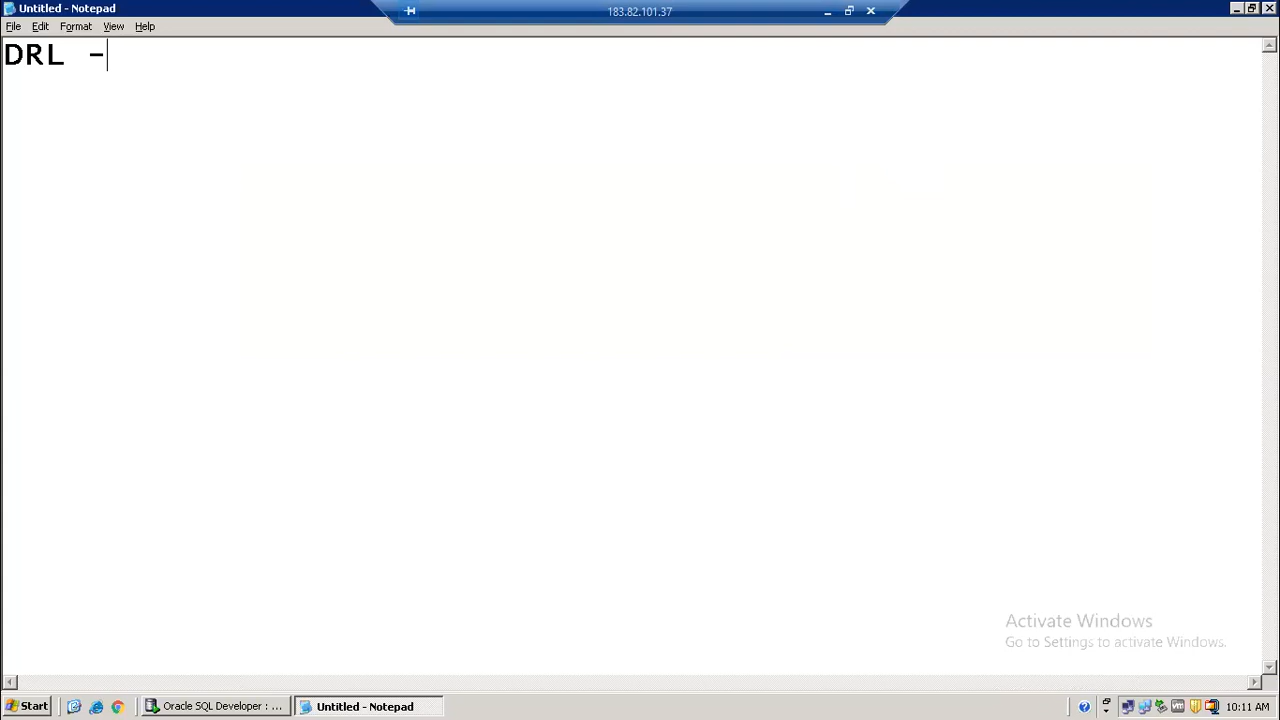 Untitled - Notepad
183.82.101.37
File Edit Format View Help
DRL -
Activate Windows
Go to Settings to activate Windows.
Start
Oracle SQL Developer : ...
Untitled - Notepad
10:11 AM